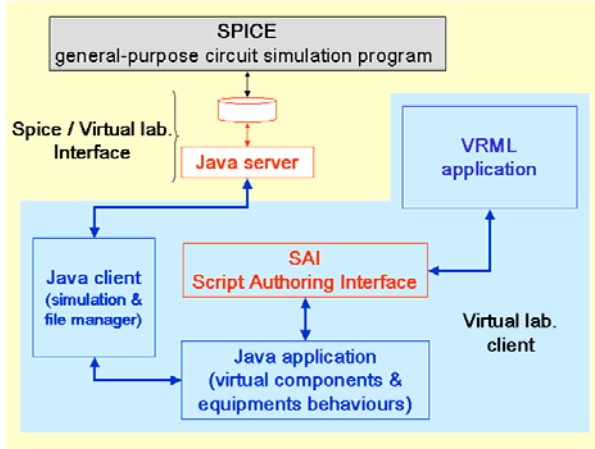 SPICE
general-purpose circuit simulation program
Spice / Virtual lab.
Interface
Java server
VRML
application
SAI
Script Authoring Interface
Java client
(simulation &
file manager)
Virtual lab.
client
Java application
(virtual components &
equipments behaviours)